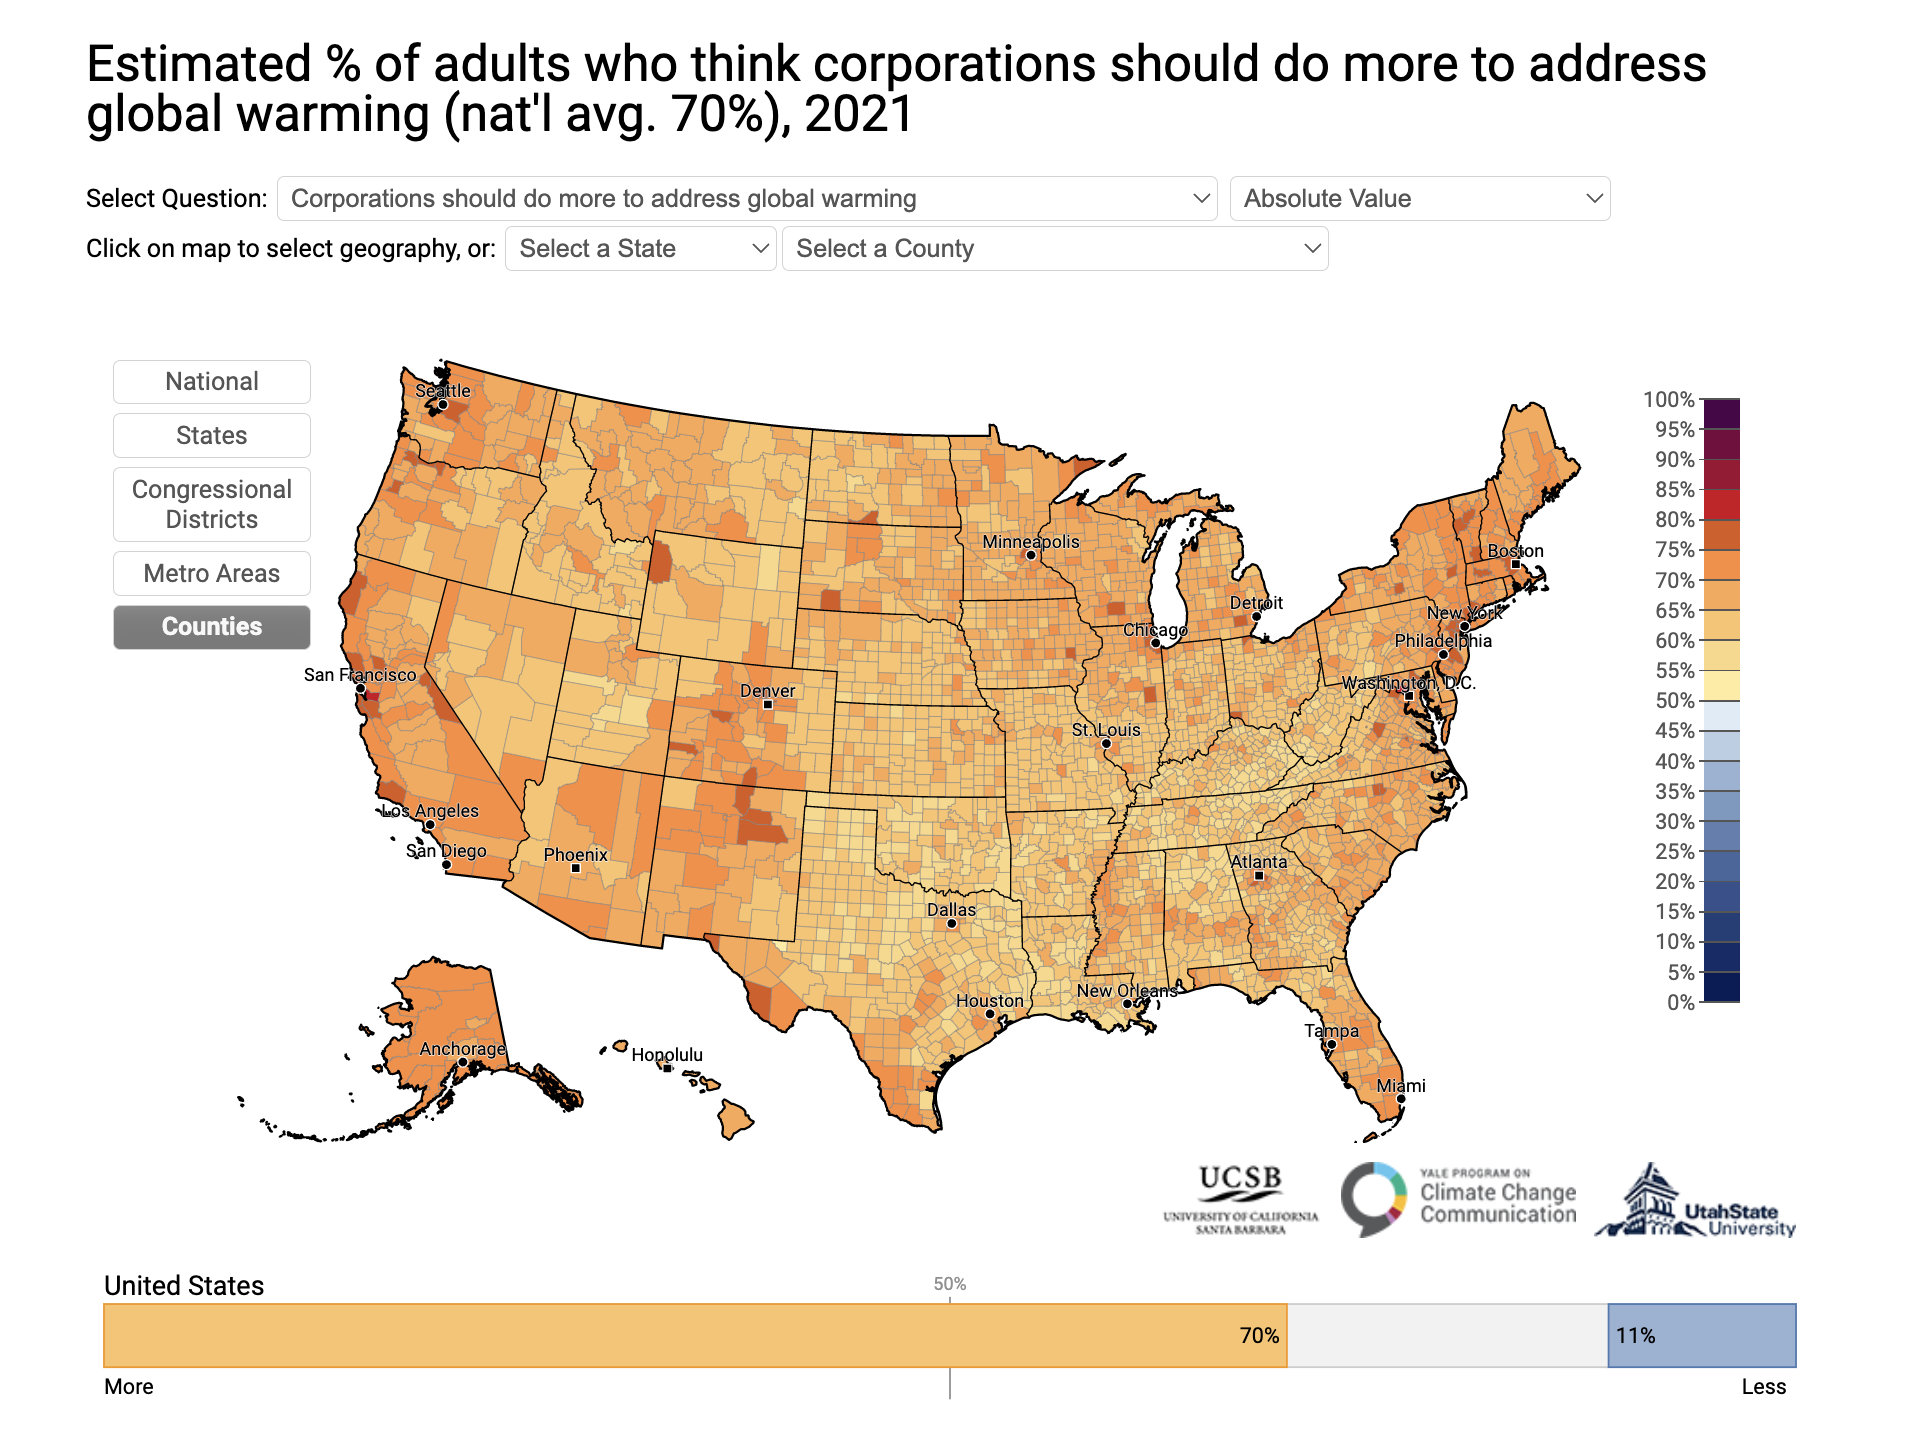 Estimated % of adults who think corporations should do more to address
global warming (nat'l avg. 70%), 2021
Select Question: Corporations should do more to address global warming Absolute Value
Click on map to select geography, or: Select a State Select a County
National
States
Congressional
Districts
Metro Areas
Counties
Seattle
Minneapolis
Boston
Detroit
New York
Chicago
Philadelphia
San Francisco
Washington, D.C.
Denver
St. Louis
Los Angeles
San Diego
Phoenix
Atlanta
Dallas
New Orleans
Houston
Tampa
Anchorage
Honolulu
Miami
100%
95%
90%
85%
80%
75%
70%
65%
60%
55%
50%
45%
40%
35%
30%
25%
20%
15%
10%
5%
0%
UCSB
UNIVERSITY OF CALIFORNIA
SANTA BARBARA
YALE PROGRAM ON
Climate Change
Communication
UtahState
University
United States
50%
70%
11%
More
Less